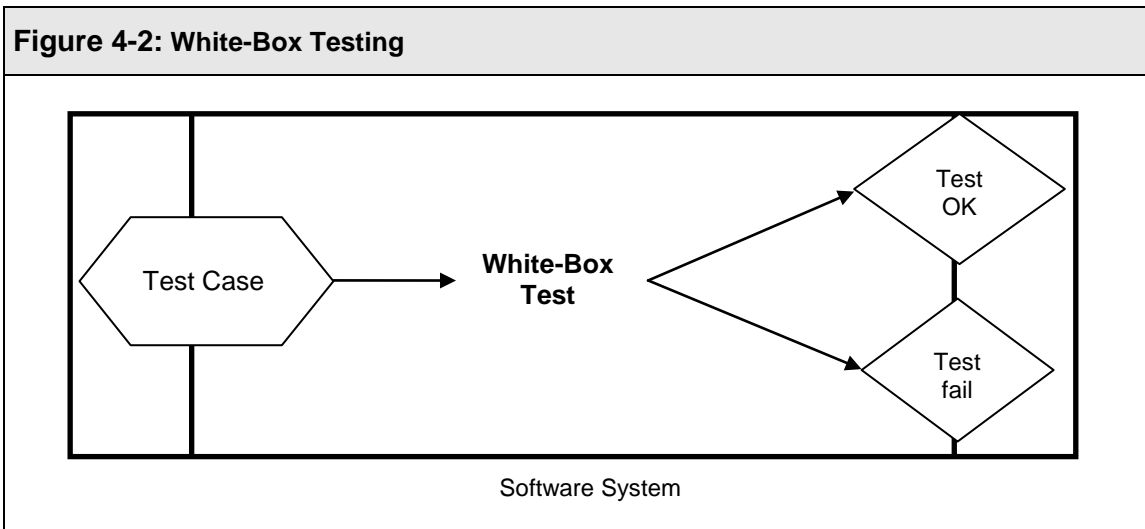 Figure 4-2: White-Box Testing
Test Case
White-Box
Test
Test
OK
Test
fail
Software System